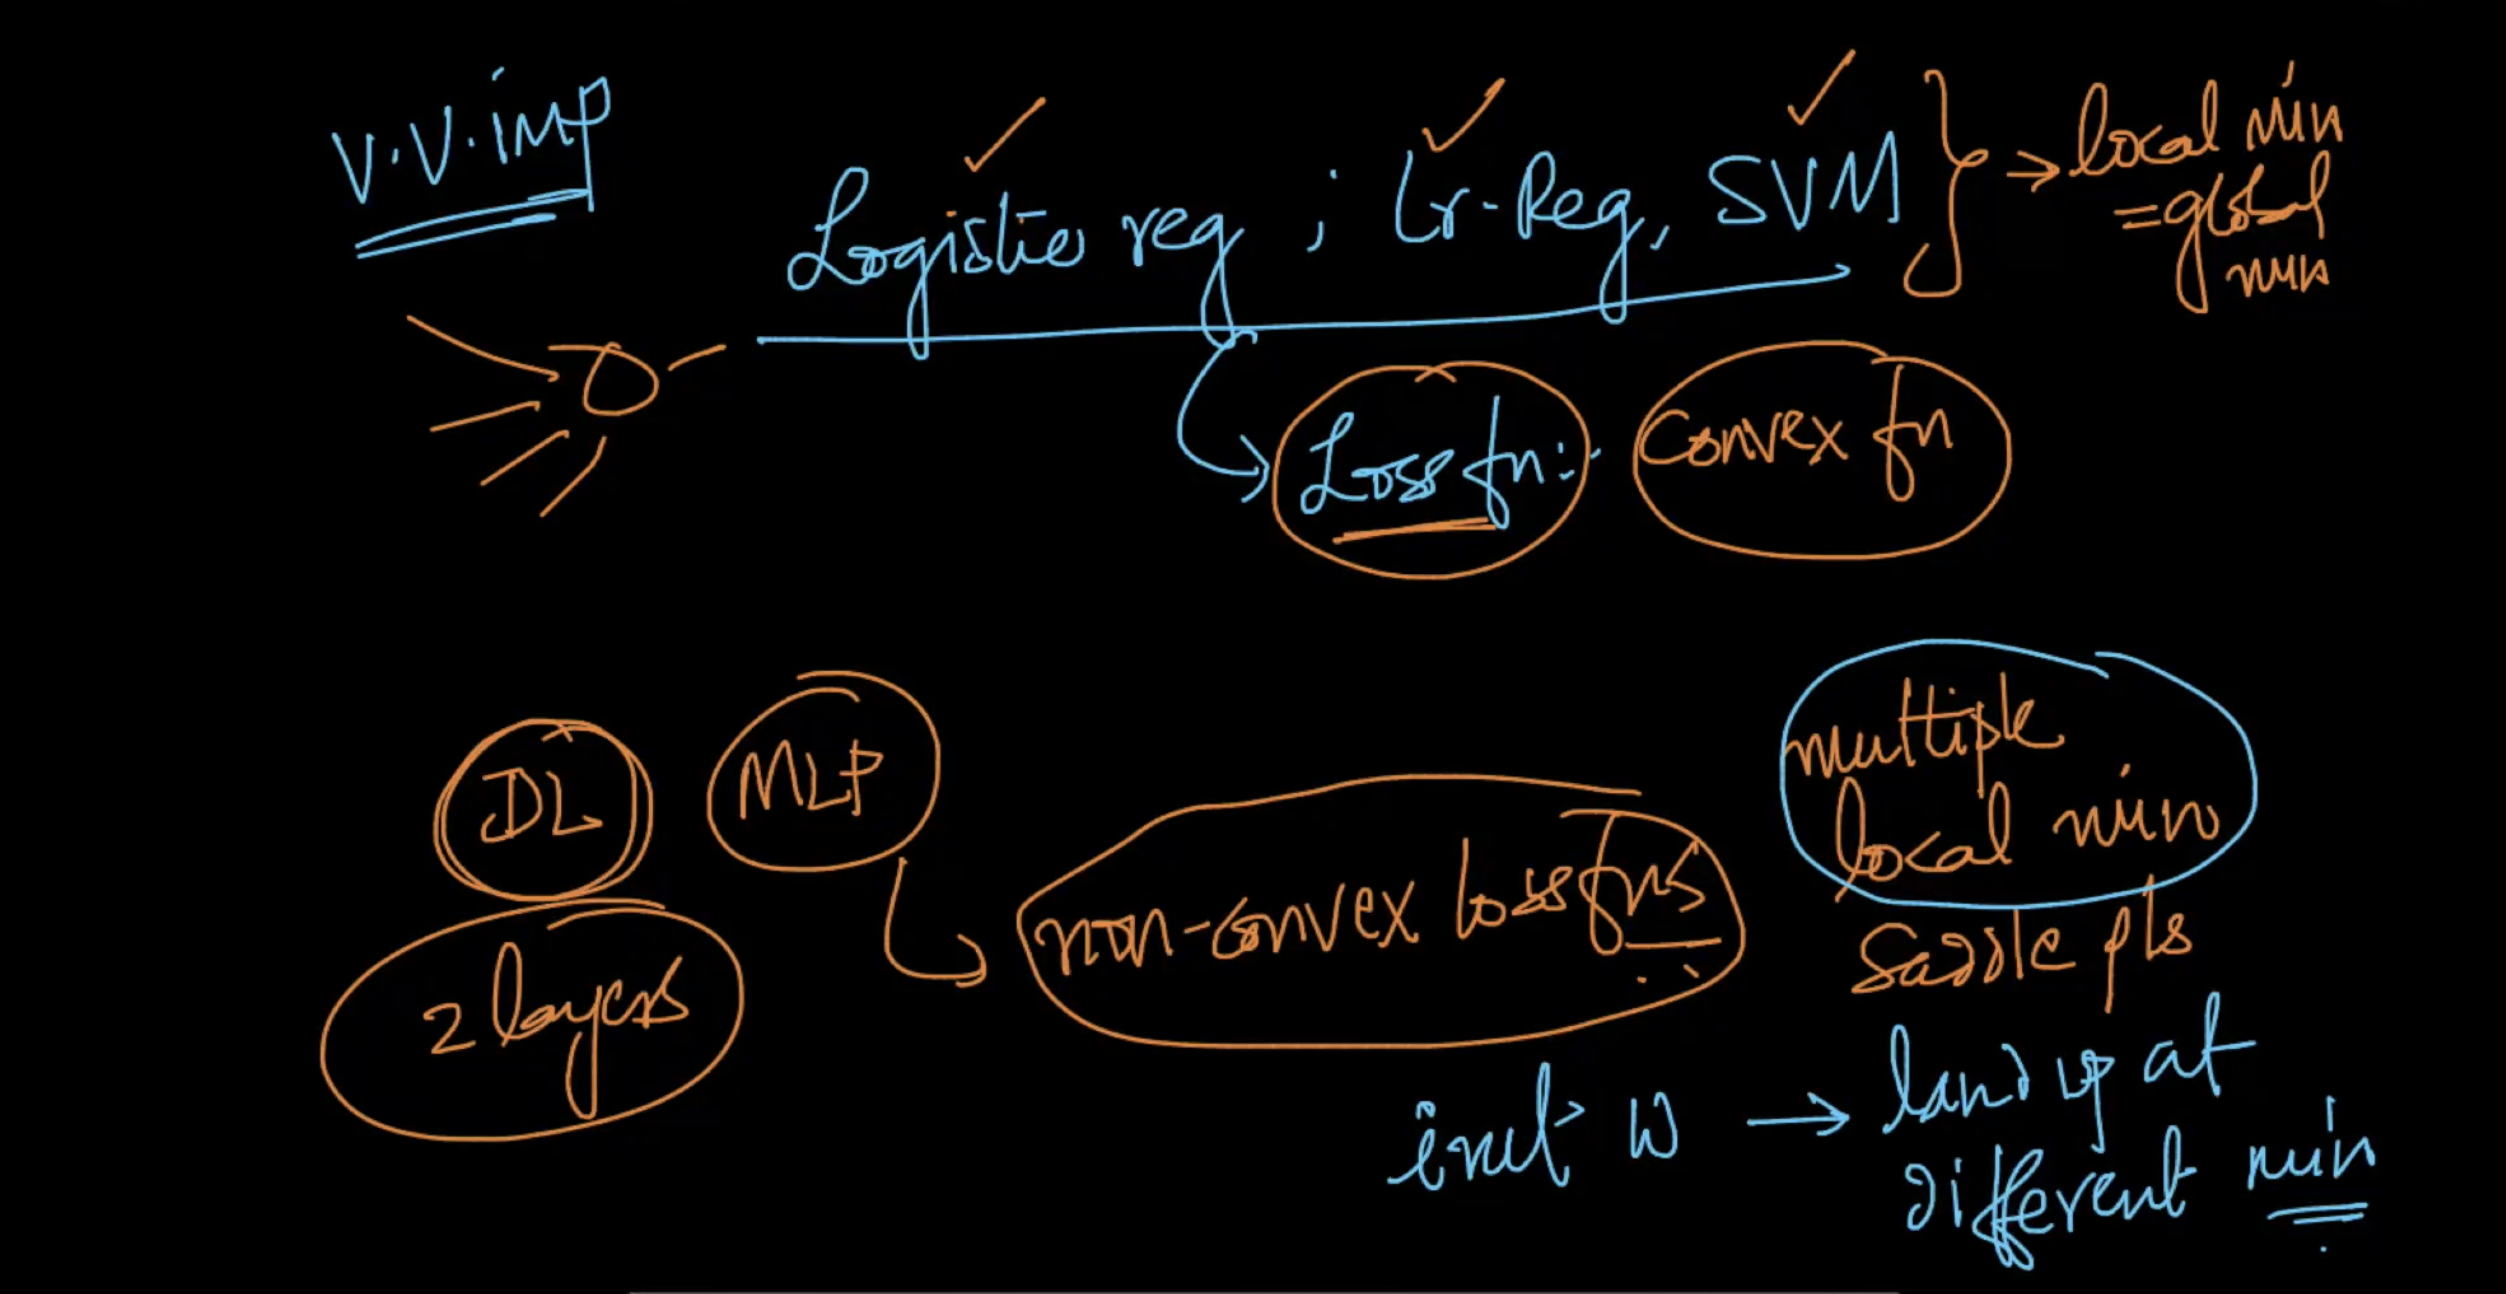 V.V.imp
Logistic reg ; Lr-Reg, SVM
→ local min
= global
min
Loss fn:-
convex fn
DL
MLP
2 layers
non-convex loss fns
multiple
local min
saddle pts
init W → land up at
different min